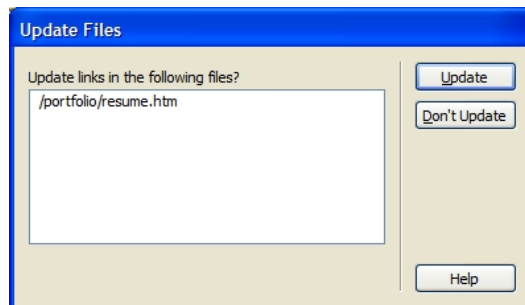 Update Files
Update links in the following files?
/portfolio/resume.htm
Update
Don't Update
Help